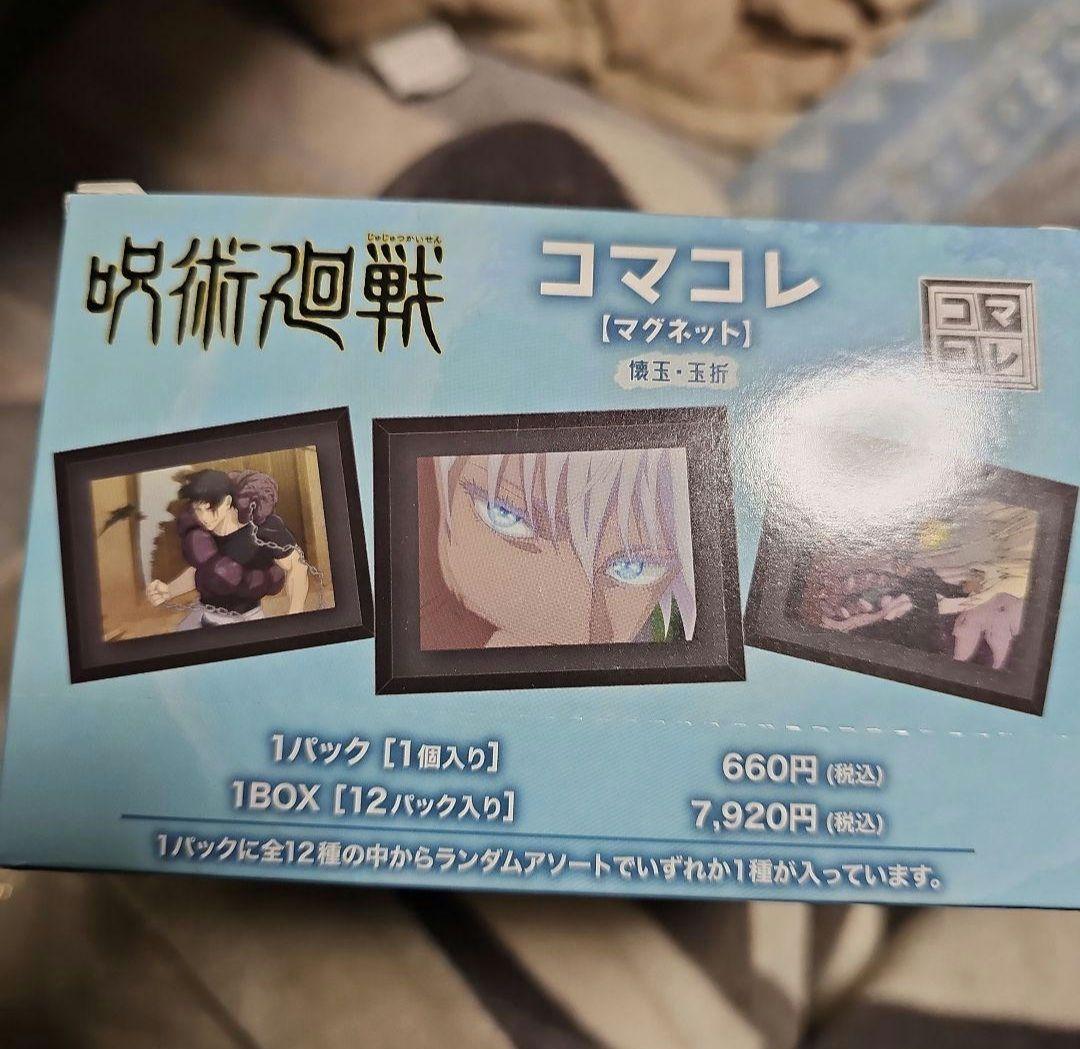 じゅじゅつかいせん
呪術廻戦
コマコレ
【マグネット】
懐玉・玉折
コマ
コレ
1パック [1個入り] 660円 (税込)
1BOX [12パック入り] 7,920円 (税込)
1パックに全12種の中からランダムアソートでいずれか1種が入っています。